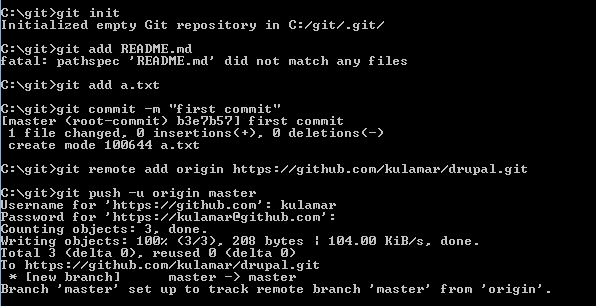 C:\git>git init
Initialized empty Git repository in C:/git/.git/
C:\git>git add README.md
fatal: pathspec 'README.md' did not match any files
C:\git>git add a.txt
C:\git>git commit -m "first commit"
[master (root-commit) b3e7b57] first commit
1 file changed, 0 insertions(+), 0 deletions(-)
create mode 100644 a.txt
C:\git>git remote add origin https://github.com/kulamar/drupal.git
C:\git>git push -u origin master
Username for 'https://github.com': kulamar
Password for 'https://kulamar@github.com':
Counting objects: 3, done.
Writing objects: 100% (3/3), 208 bytes ¦ 104.00 KiB/s, done.
Total 3 (delta 0), reused 0 (delta 0)
To https://github.com/kulamar/drupal.git
* [new branch] master -> master
Branch 'master' set up to track remote branch 'master' from 'origin'.